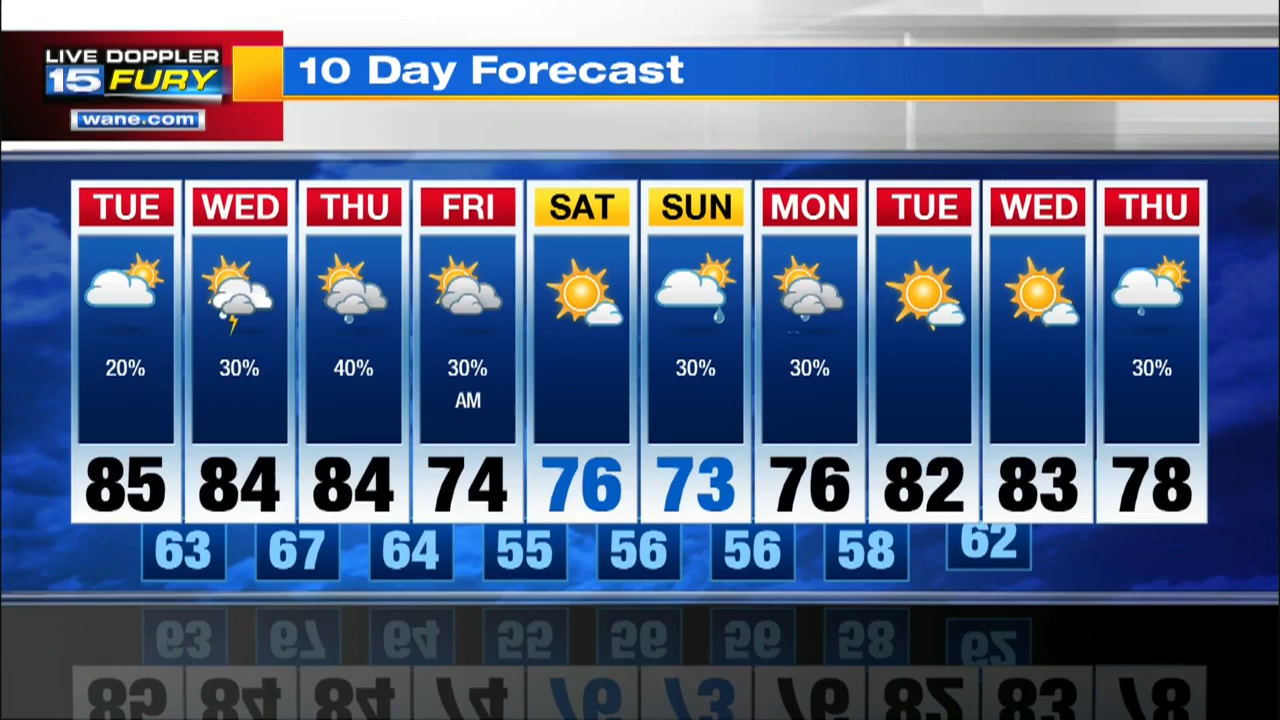 LIVE DOPPLER
15 FURY
wane.com
10 Day Forecast
TUE WED THU FRI SAT SUN MON TUE WED THU
20% 30% 40% 30% 30% 30% 30%
AM
85 84 84 74 76 73 76 82 83 78
63 67 64 55 56 56 58 62